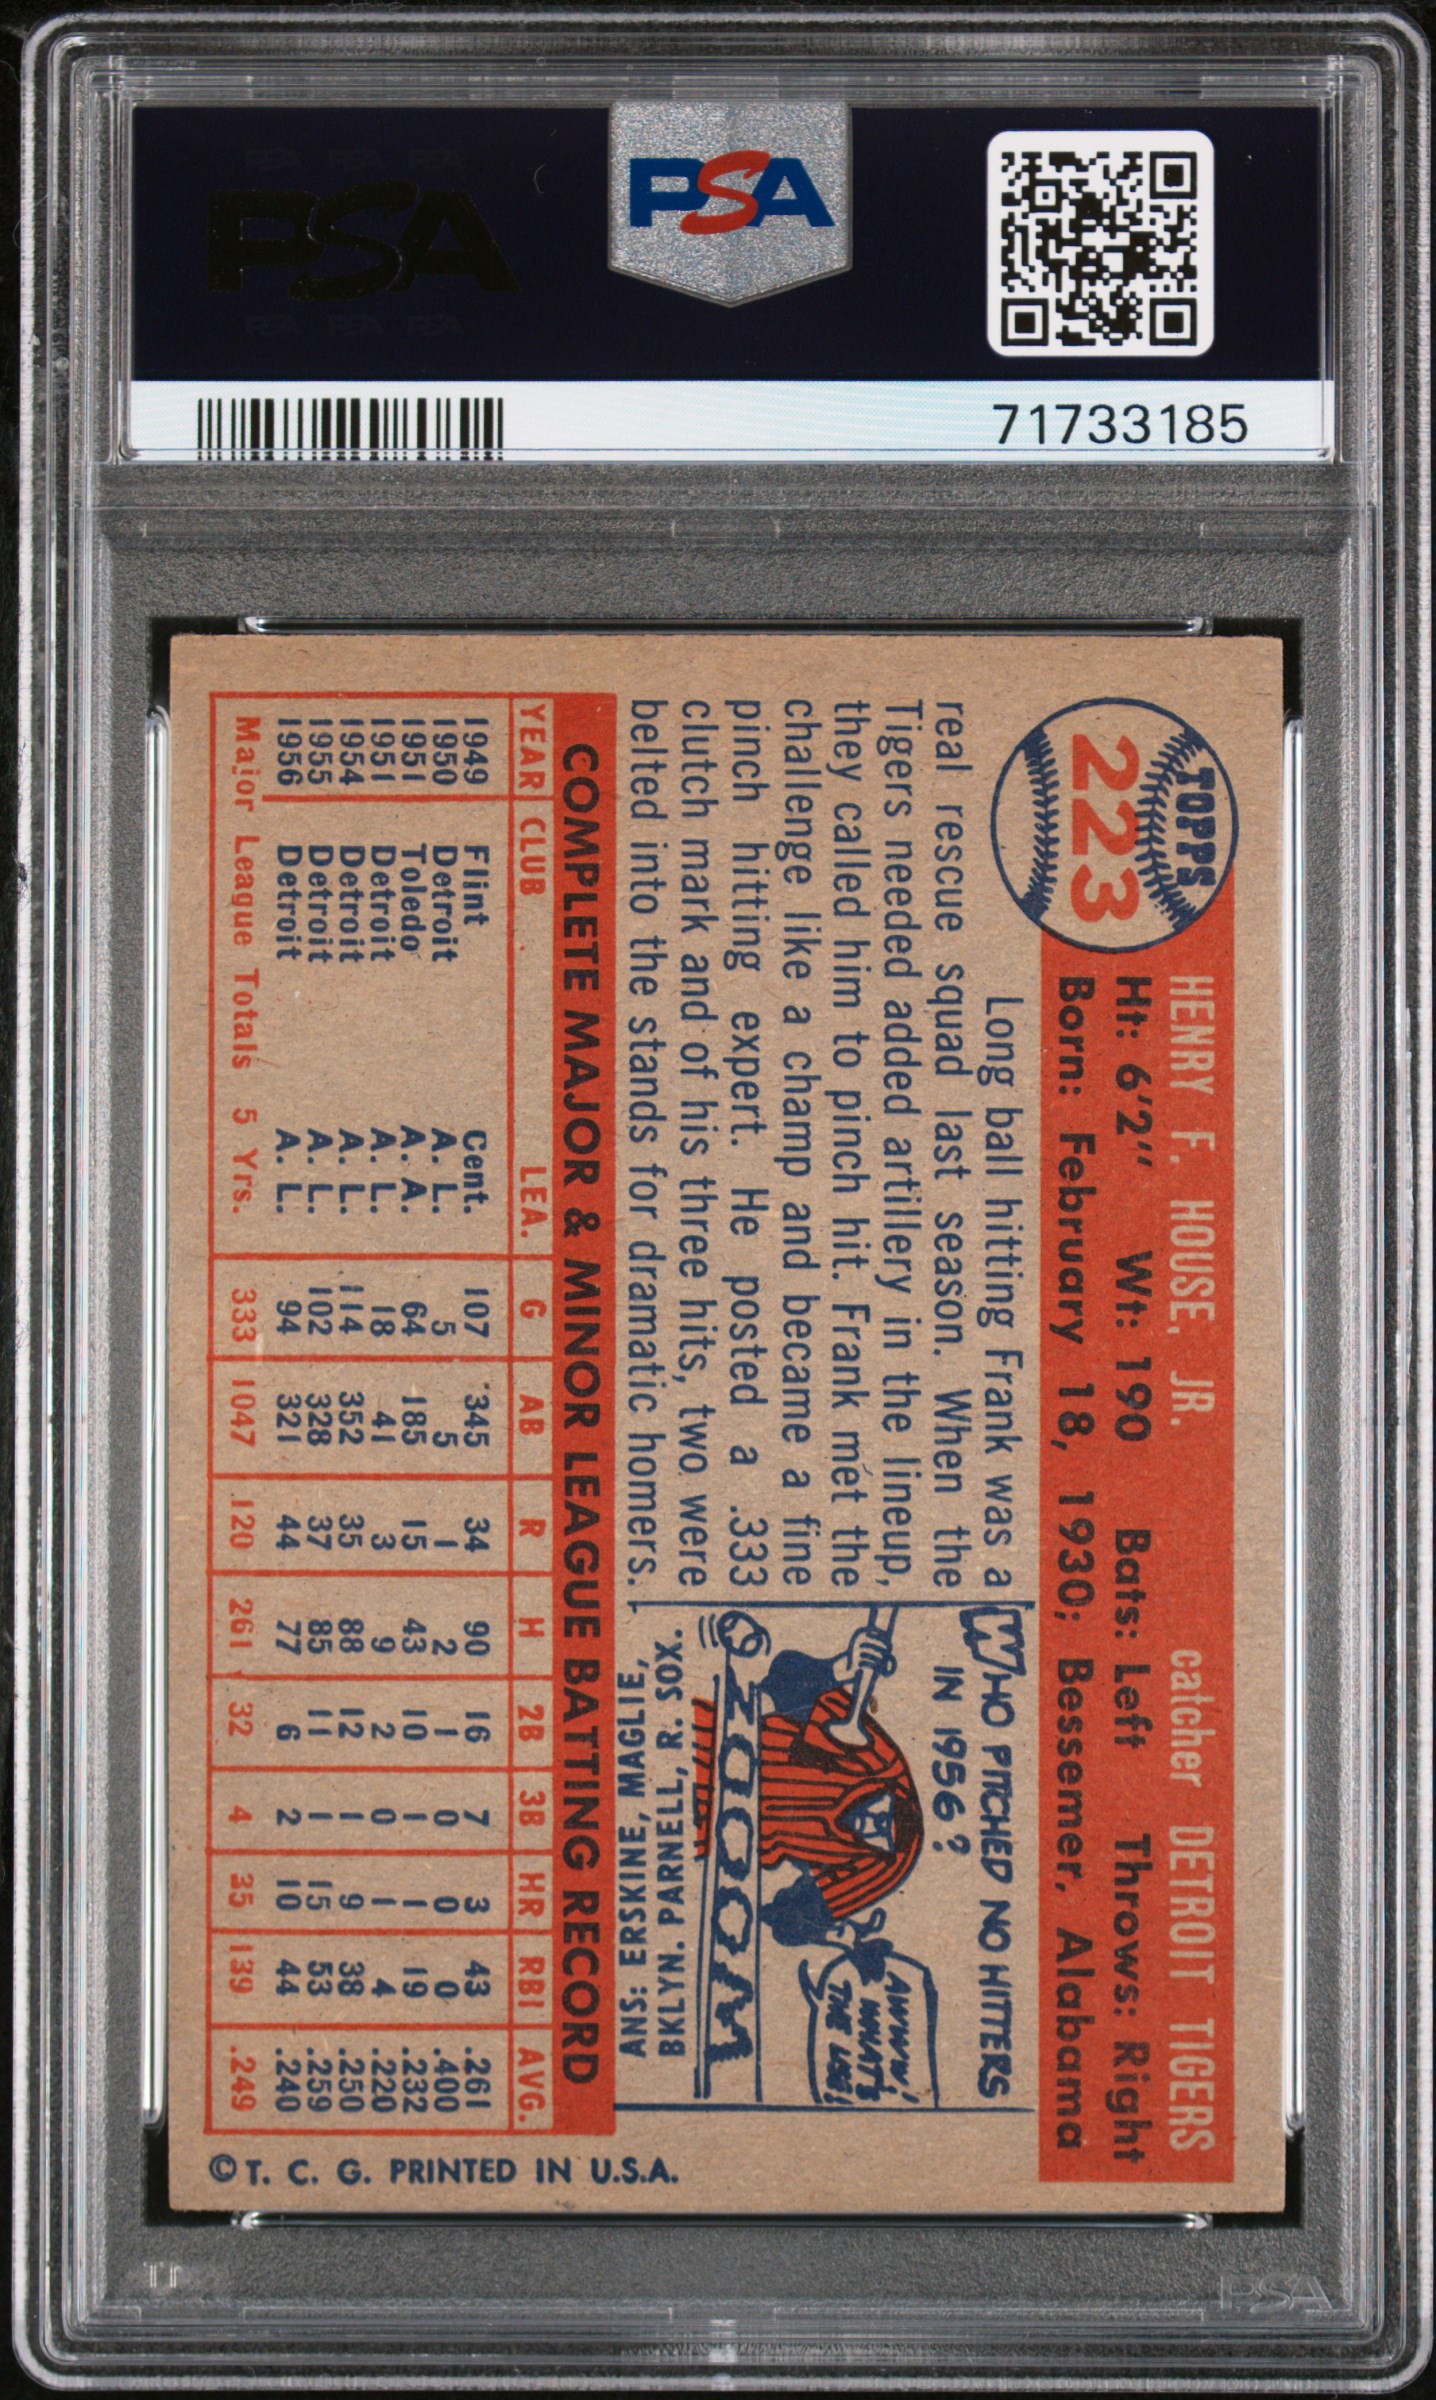 PSA
PSA
71733185
TOPPS
223
HENRY F. HOUSE, JR. catcher DETROIT TIGERS
Ht: 6'2" Wt: 190 Bats: Left Throws: Right
Born: February 18, 1930; Bessemer, Alabama
Long ball hitting Frank was a
real rescue squad last season. When the
Tigers needed added artillery in the lineup,
they called him to pinch hit. Frank met the
challenge like a champ and became a fine
pinch hitting expert. He posted a .333
clutch mark and of his three hits, two were
belted into the stands for dramatic homers.
WHO PITCHED NO HITTERS
IN 1956?
AWWW!
WHAT'S
THE USE!
ZOOOOM
ANS: ERSKINE, MAGLIE,
BKLYN. PARNELL, R. SOX.
COMPLETE MAJOR & MINOR LEAGUE BATTING RECORD
YEAR CLUB LEA. G AB R H 2B 3B HR RBI AVG.
1949 Flint Cent. 107 345 34 90 16 7 3 43 .261
1950 Detroit A. L. 5 5 1 2 1 0 0 0 .400
1951 Toledo A. A. 64 185 15 43 10 1 1 19 .232
1951 Detroit A. L. 18 41 3 9 2 0 1 4 .220
1954 Detroit A. L. 114 352 35 88 12 1 9 38 .250
1955 Detroit A. L. 102 328 37 85 11 1 15 53 .259
1956 Detroit A. L. 94 321 44 77 6 2 10 44 .240
Major League Totals 5 Yrs. 333 1047 120 261 32 4 35 139 .249
© T. C. G. PRINTED IN U.S.A.
PSA